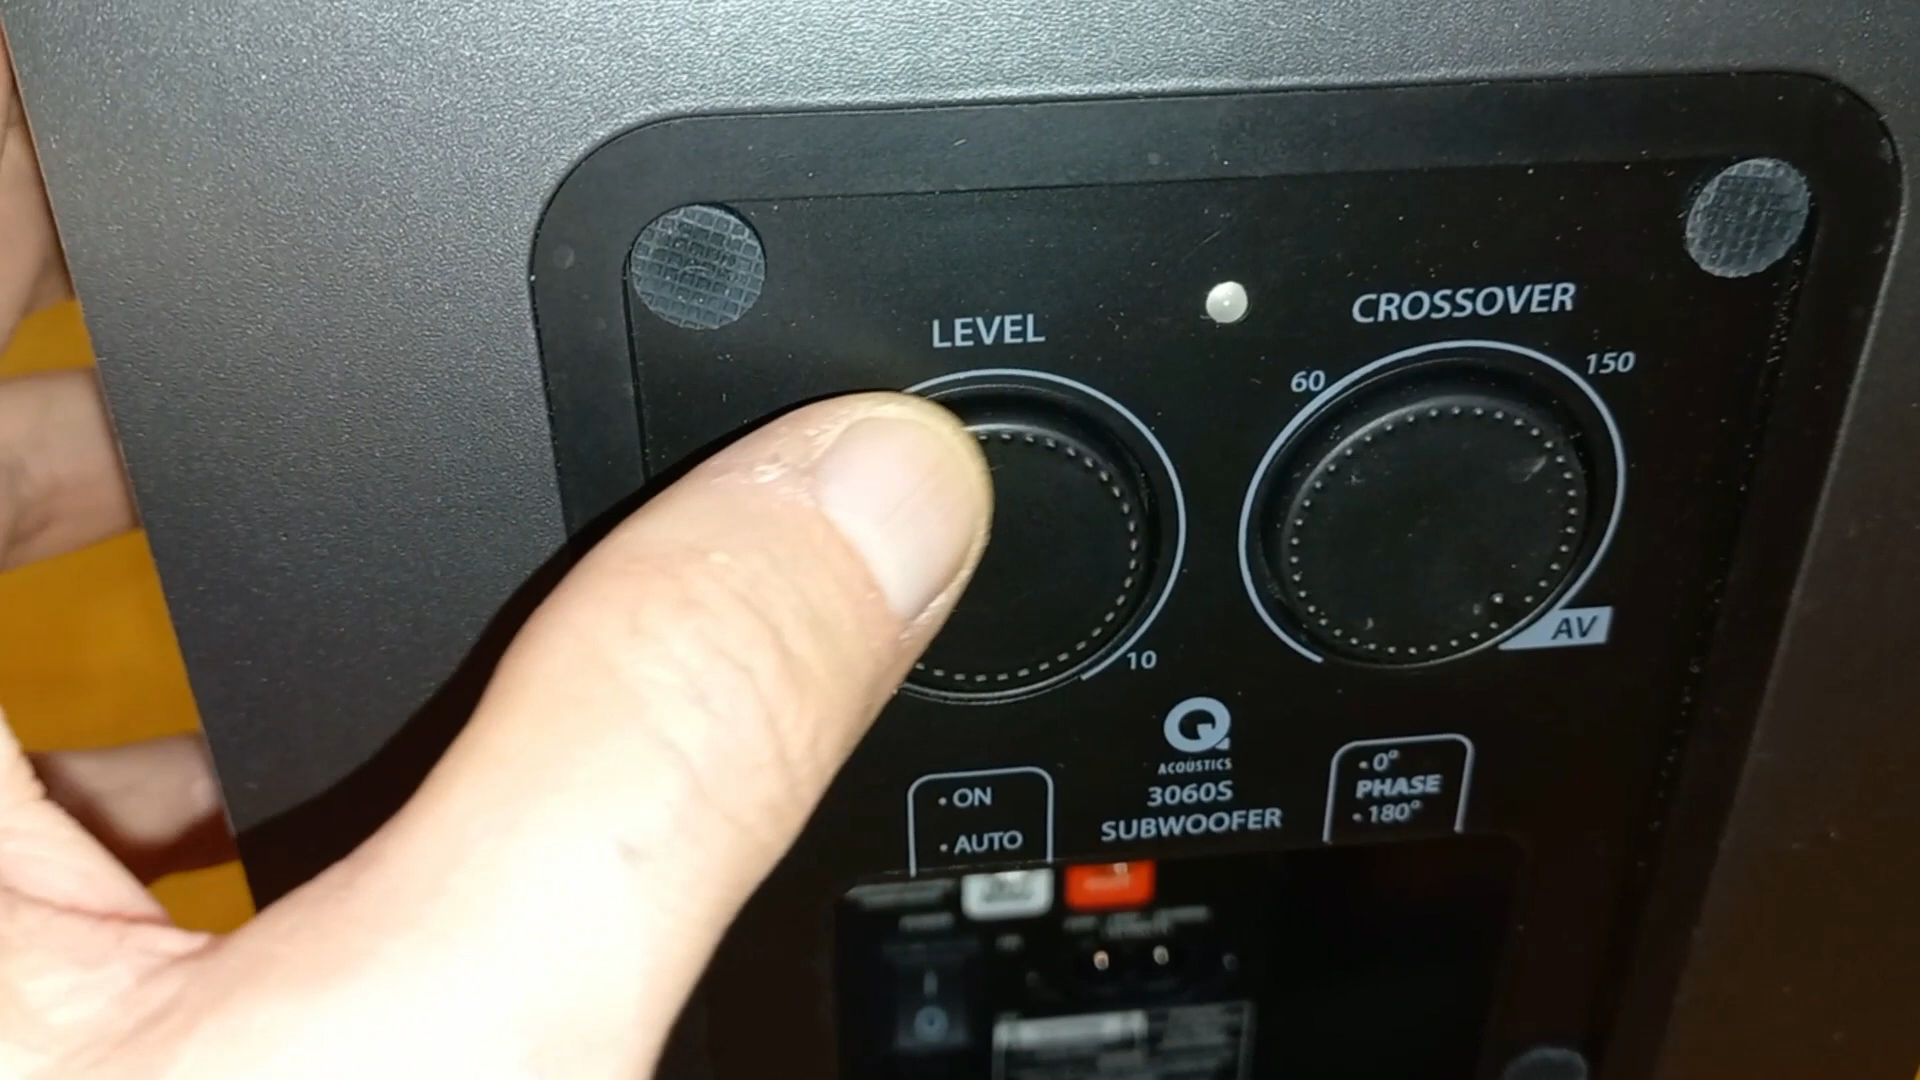 LEVEL
CROSSOVER
60
150
10
AV
Q
ACOUSTICS
3060S
SUBWOOFER
• ON
• AUTO
• 0°
PHASE
• 180°